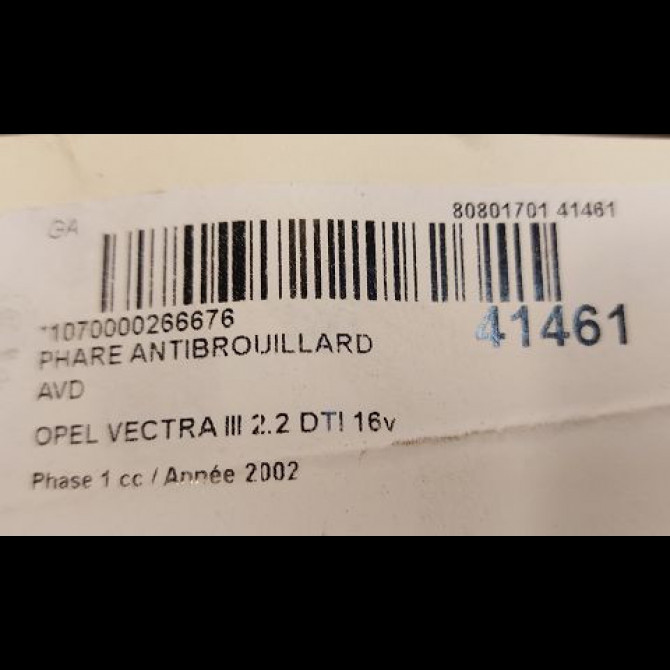 GA
80801701 41461
*1070000266676
41461
PHARE ANTIBROUILLARD
AVD
OPEL VECTRA III 2.2 DTI 16v
Phase 1 cc / Année 2002